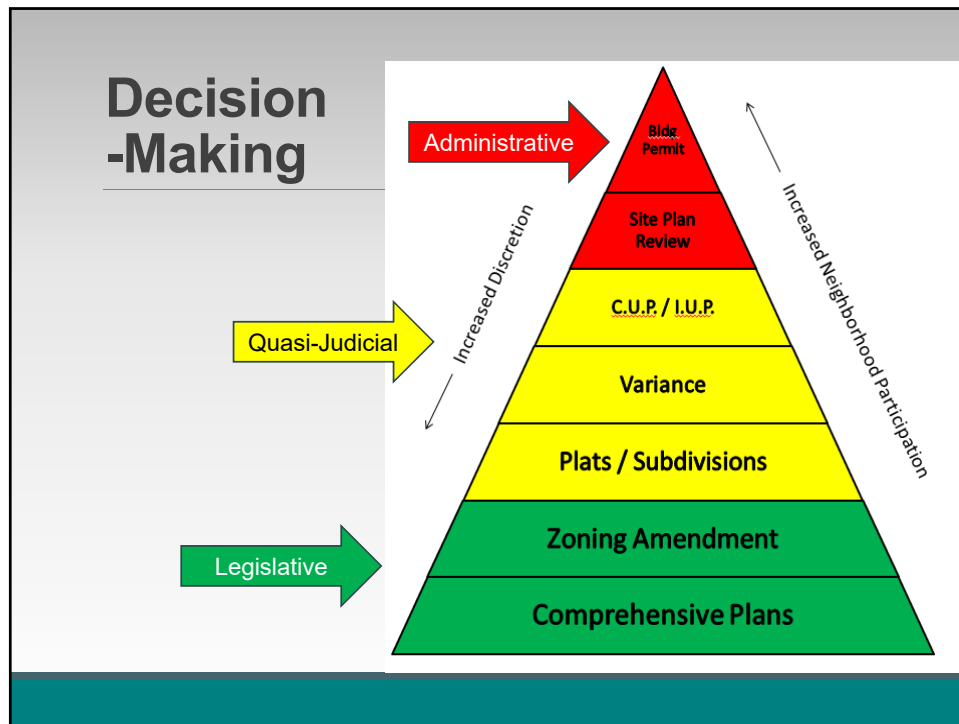 Decision
-Making
Administrative
Bldg
Permit
Site Plan
Review
Increased Discretion
Increased Neighborhood Participation
C.U.P. / I.U.P.
Quasi-Judicial
Variance
Plats / Subdivisions
Zoning Amendment
Legislative
Comprehensive Plans